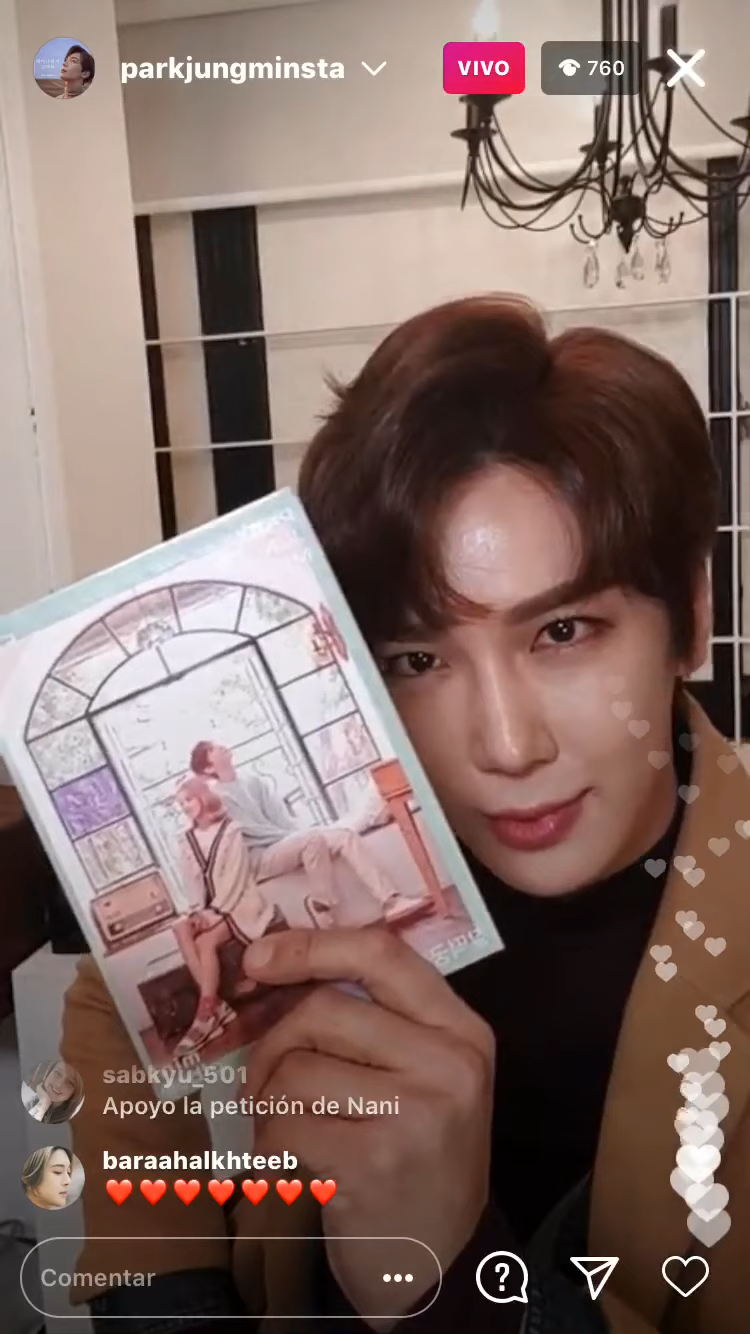 parkjungminsta
VIVO
760
sabkyu_501
Apoyo la petición de Nani
baraahalkhteeb
Comentar